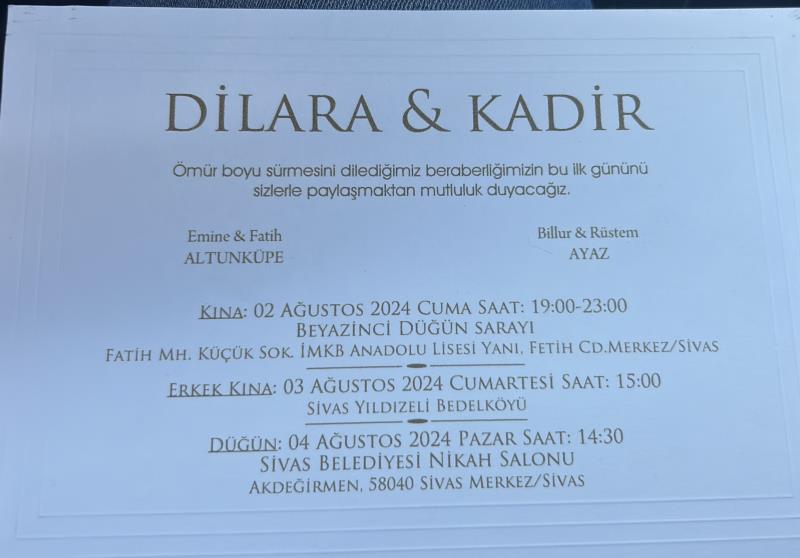 DİLARA & KADİR
Ömür boyu sürmesini dilediğimiz beraberliğimizin bu ilk gününü
sizlerle paylaşmaktan mutluluk duyacağız.
Emine & Fatih
ALTUNKÜPE
Billur & Rüstem
AYAZ
KINA: 02 AĞUSTOS 2024 CUMA SAAT: 19:00-23:00
BEYAZİNCİ DÜĞÜN SARAYI
FATİH MH. KÜÇÜK SOK. İMKB ANADOLU LİSESİ YANI, FETİH CD.MERKEZ/SİVAS
ERKEK KINA: 03 AĞUSTOS 2024 CUMARTESİ SAAT: 15:00
SİVAS YILDIZELİ BEDELKÖYÜ
DÜĞÜN: 04 AĞUSTOS 2024 PAZAR SAAT: 14:30
SİVAS BELEDİYESİ NİKAH SALONU
AKDEĞİRMEN, 58040 SİVAS MERKEZ/SİVAS